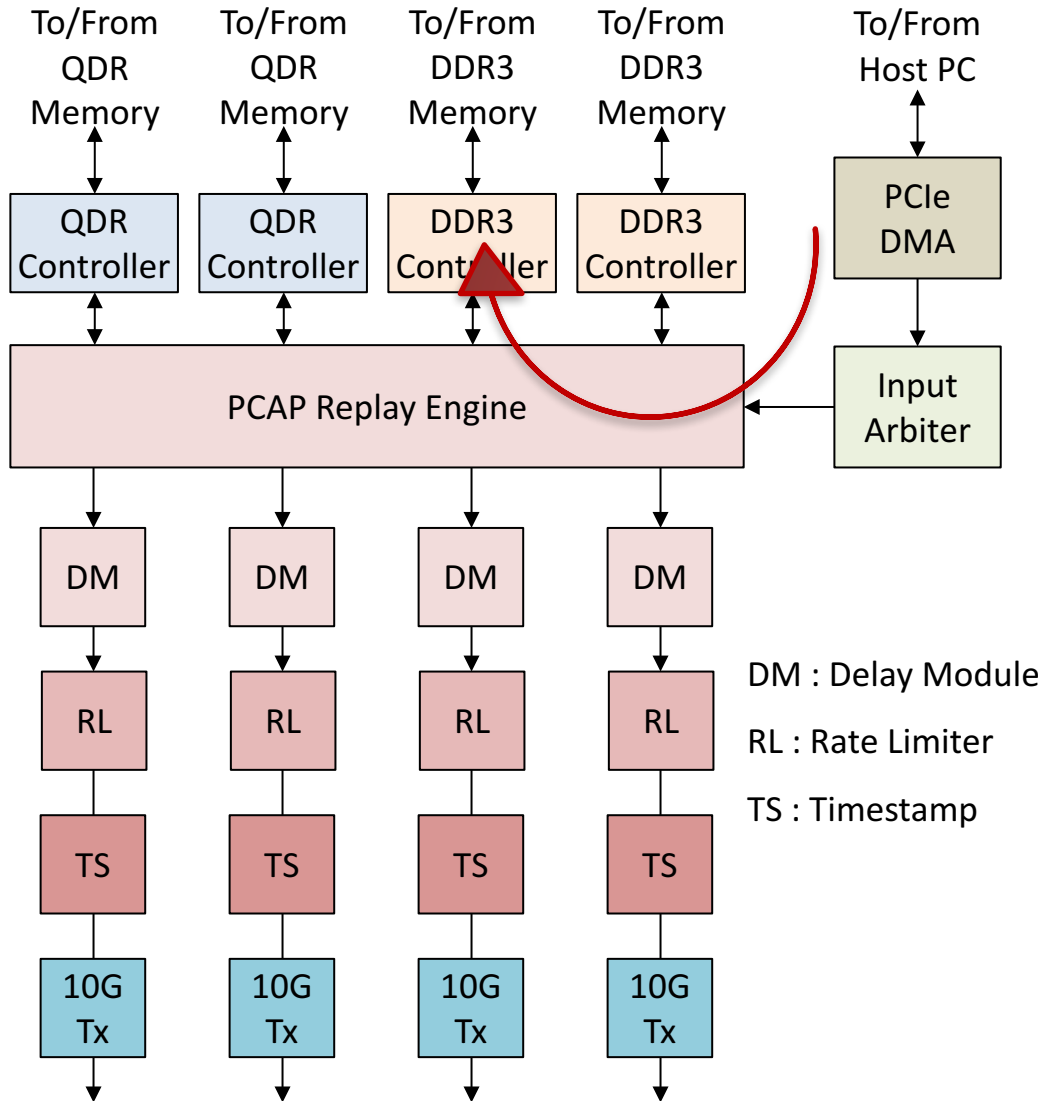 To/From
QDR
Memory
To/From
QDR
Memory
To/From
DDR3
Memory
To/From
DDR3
Memory
To/From
Host PC
QDR
Controller
QDR
Controller
DDR3
Controller
DDR3
Controller
PCIe
DMA
PCAP Replay Engine
Input
Arbiter
DM
DM
DM
DM
RL
RL
RL
RL
TS
TS
TS
TS
10G
Tx
10G
Tx
10G
Tx
10G
Tx
DM : Delay Module
RL : Rate Limiter
TS : Timestamp